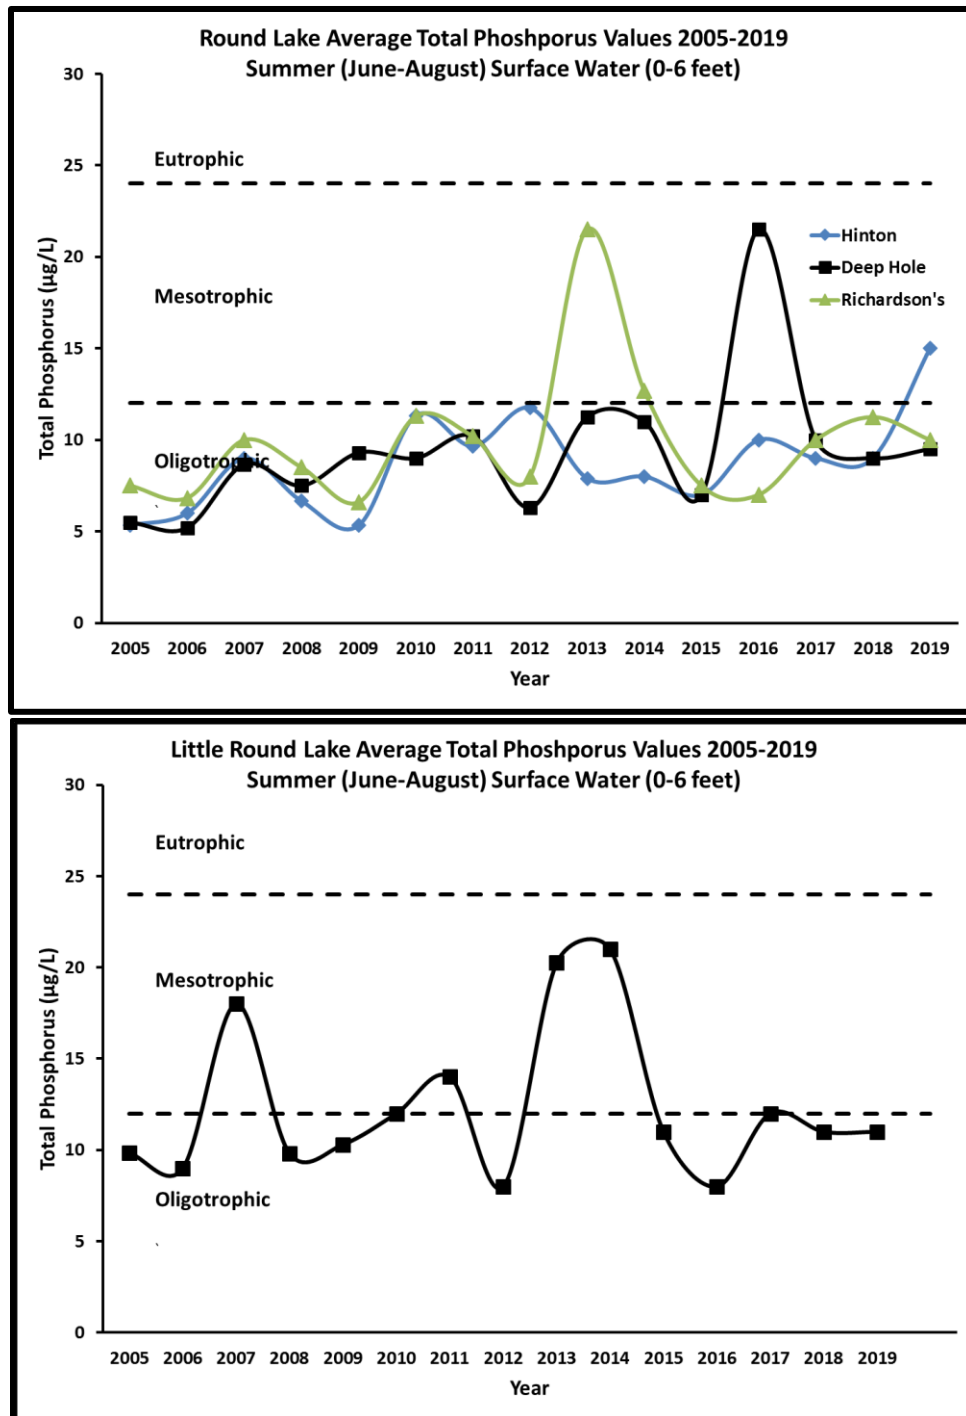 Round Lake Average Total Phoshporus Values 2005-2019
Summer (June-August) Surface Water (0-6 feet)
30
25
20
15
10
5
0
Total Phosphorus (µg/L)
Eutrophic
Mesotrophic
Oligotrophic
`
Hinton
Deep Hole
Richardson's
2005 2006 2007 2008 2009 2010 2011 2012 2013 2014 2015 2016 2017 2018 2019
Year
Little Round Lake Average Total Phoshporus Values 2005-2019
Summer (June-August) Surface Water (0-6 feet)
30
25
20
15
10
5
0
Total Phosphorus (µg/L)
Eutrophic
Mesotrophic
Oligotrophic
`
2005 2006 2007 2008 2009 2010 2011 2012 2013 2014 2015 2016 2017 2018 2019
Year